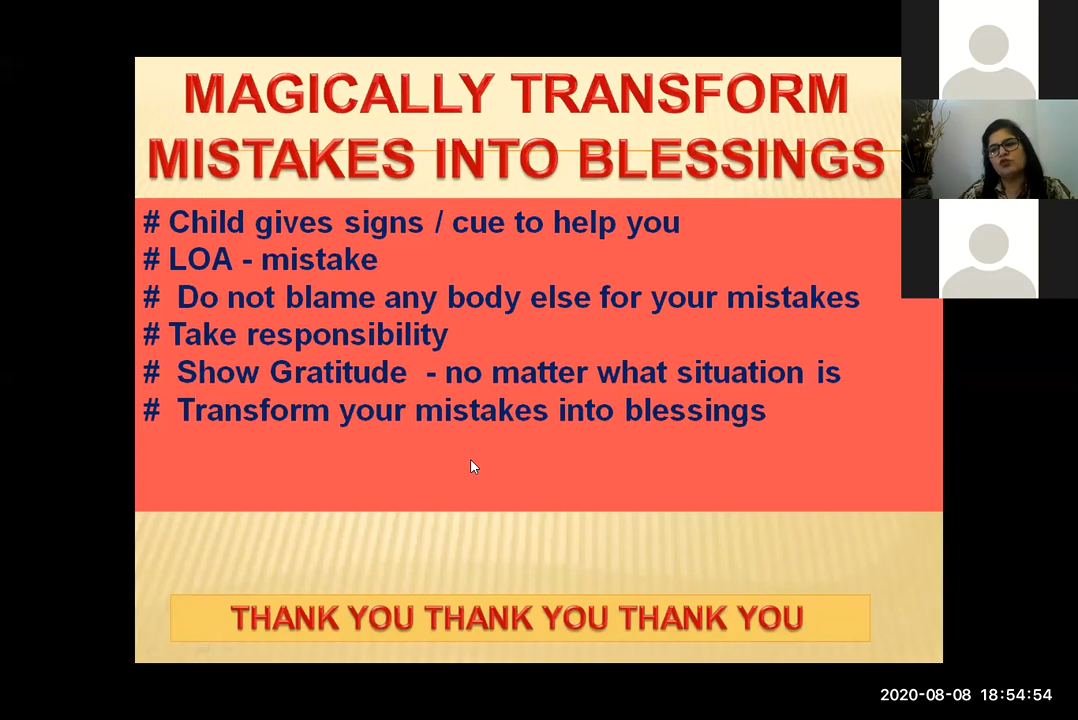 MAGICALLY TRANSFORM
MISTAKES INTO BLESSINGS
# Child gives signs / cue to help you
# LOA - mistake
# Do not blame any body else for your mistakes
# Take responsibility
# Show Gratitude - no matter what situation is
# Transform your mistakes into blessings
THANK YOU THANK YOU THANK YOU
2020-08-08 18:54:54